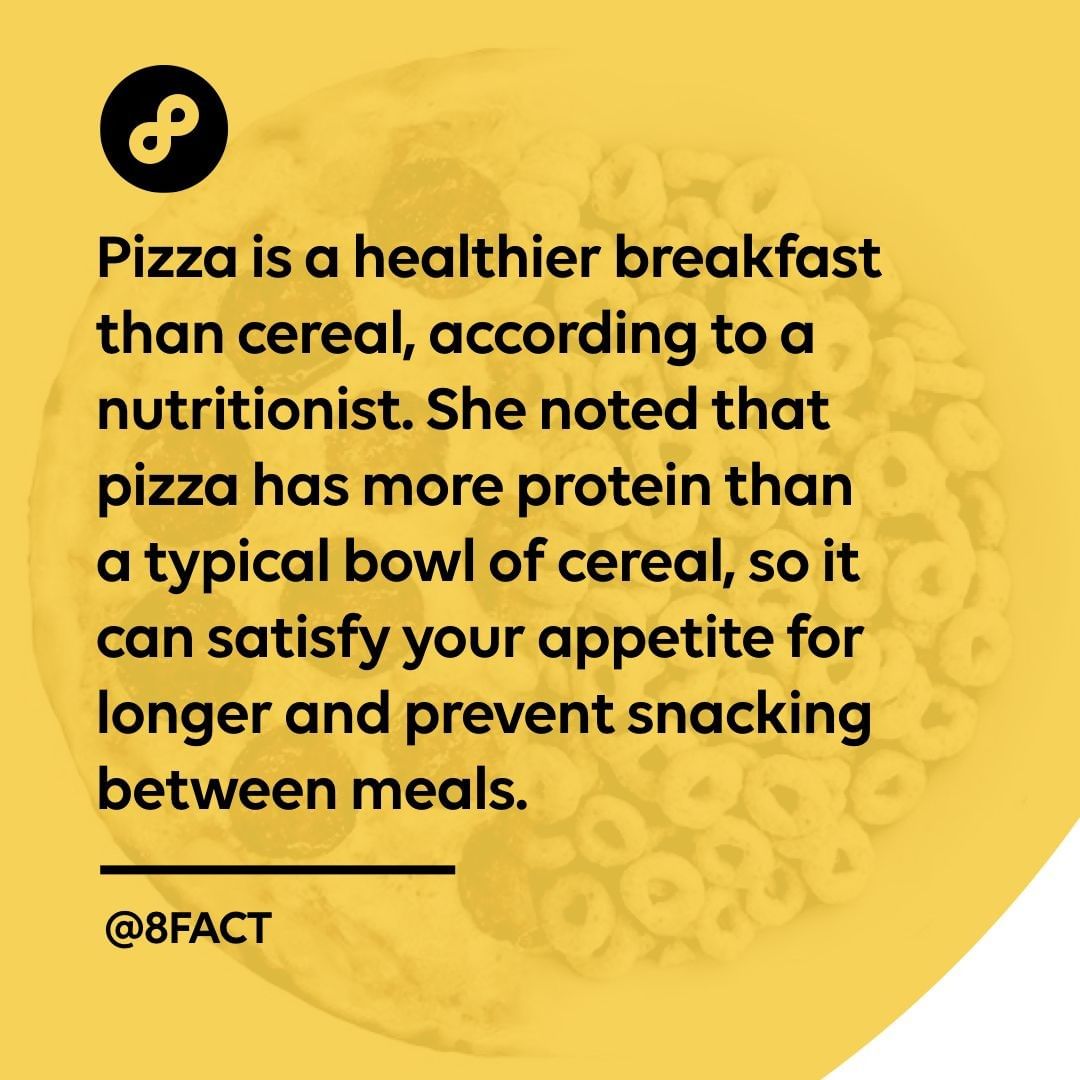 Pizza is a healthier breakfast
than cereal, according to a
nutritionist. She noted that
pizza has more protein than
a typical bowl of cereal, so it
can satisfy your appetite for
longer and prevent snacking
between meals.
@8FACT